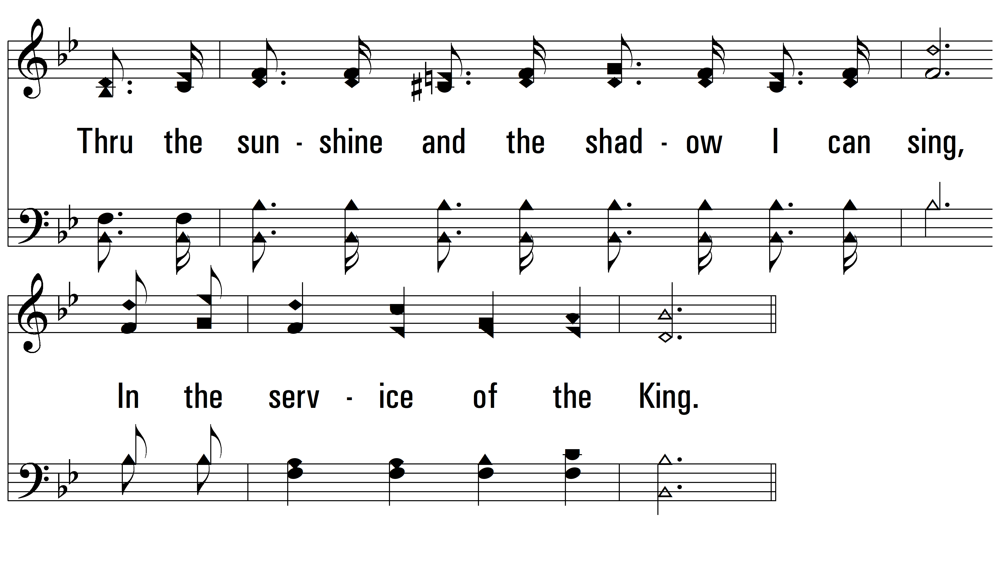 Thru the sun - shine and the shad - ow I can sing,
In the serv - ice of the King.